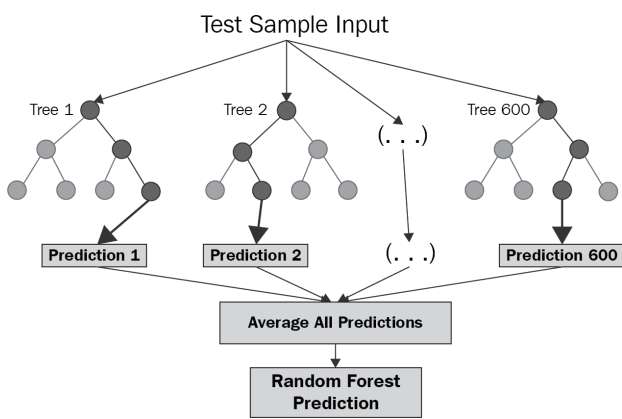 Test Sample Input
Tree 1
Tree 2
Tree 600
(. . .)
Prediction 1
Prediction 2
(. . .)
Prediction 600
Average All Predictions
Random Forest
Prediction